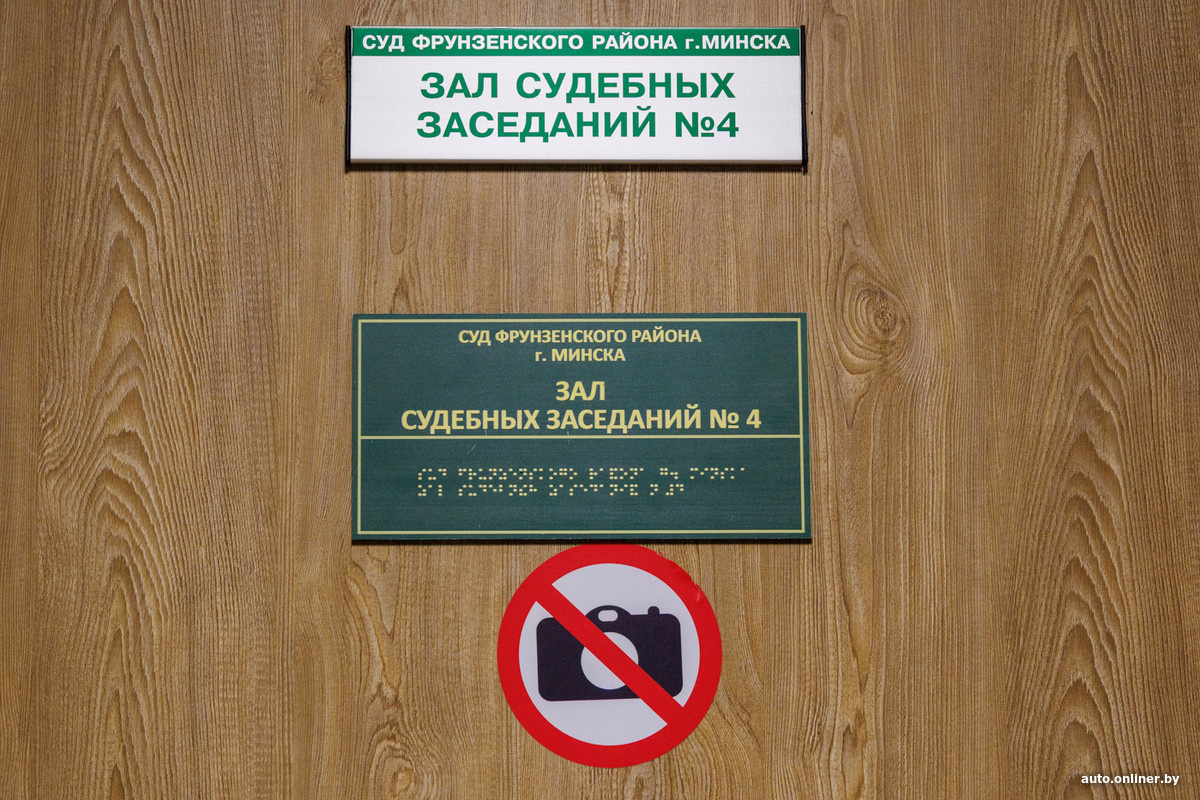 СУД ФРУНЗЕНСКОГО РАЙОНА г.МИНСКА
ЗАЛ СУДЕБНЫХ
ЗАСЕДАНИЙ №4
СУД ФРУНЗЕНСКОГО РАЙОНА
г. МИНСКА
ЗАЛ
СУДЕБНЫХ ЗАСЕДАНИЙ № 4
auto.onliner.by